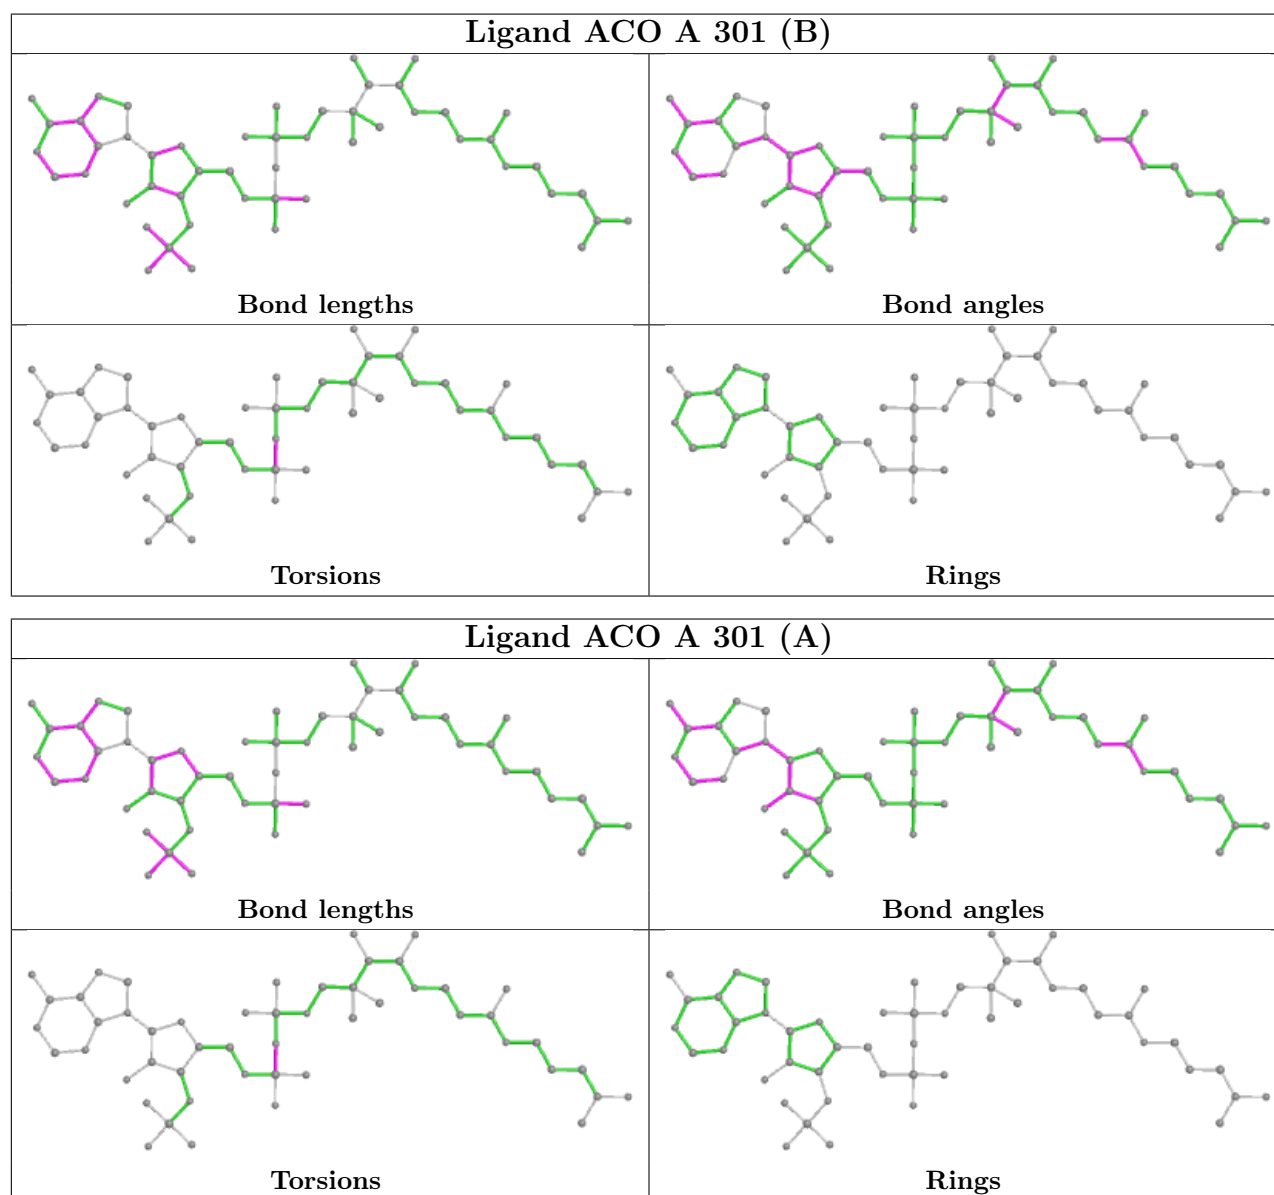 Ligand ACO A 301 (B)
Bond lengths
Bond angles
Torsions
Rings
Ligand ACO A 301 (A)
Bond lengths
Bond angles
Torsions
Rings